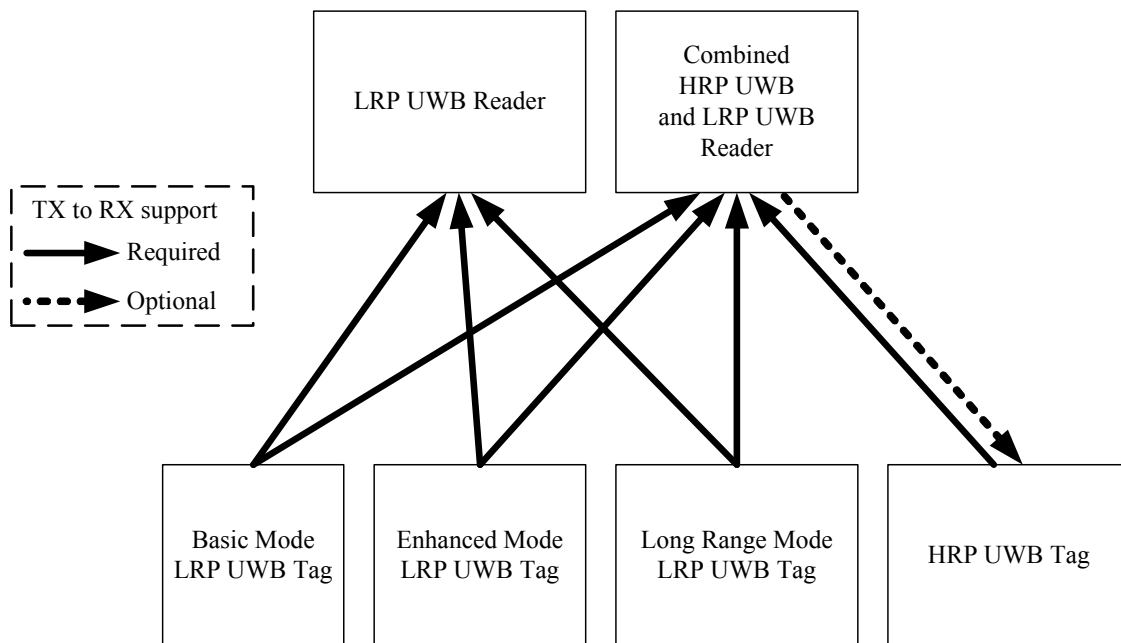 LRP UWB Reader
Combined
HRP UWB
and LRP UWB
Reader
TX to RX support
Required
Optional
Basic Mode
LRP UWB Tag
Enhanced Mode
LRP UWB Tag
Long Range Mode
LRP UWB Tag
HRP UWB Tag